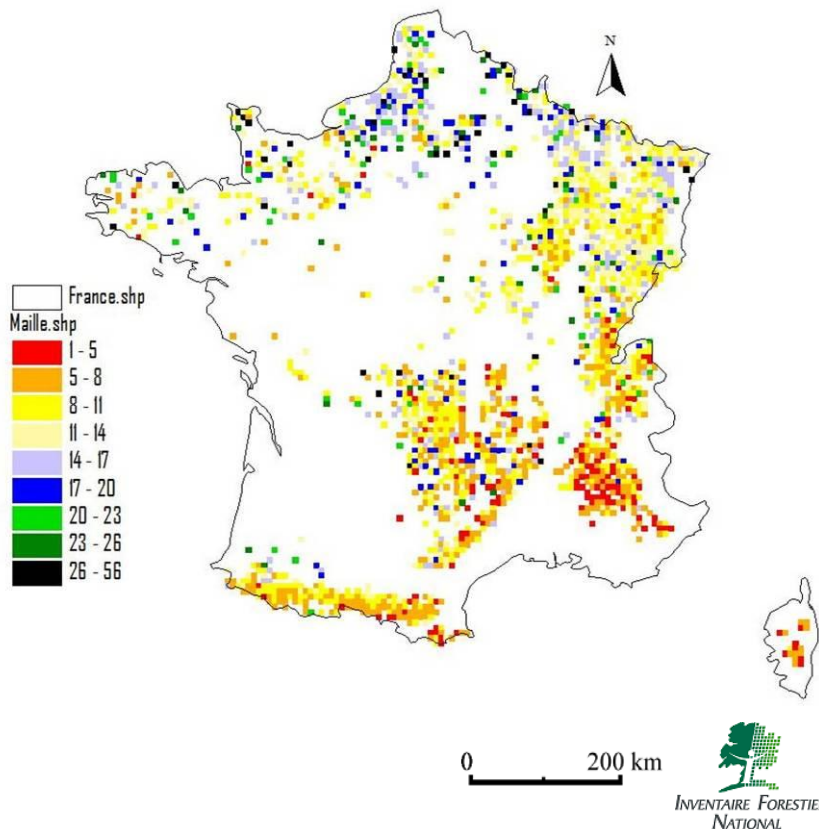 N
France.shp
Maille.shp
1 - 5
5 - 8
8 - 11
11 - 14
14 - 17
17 - 20
20 - 23
23 - 26
26 - 56
0 200 km
INVENTAIRE FORESTIE
NATIONAL